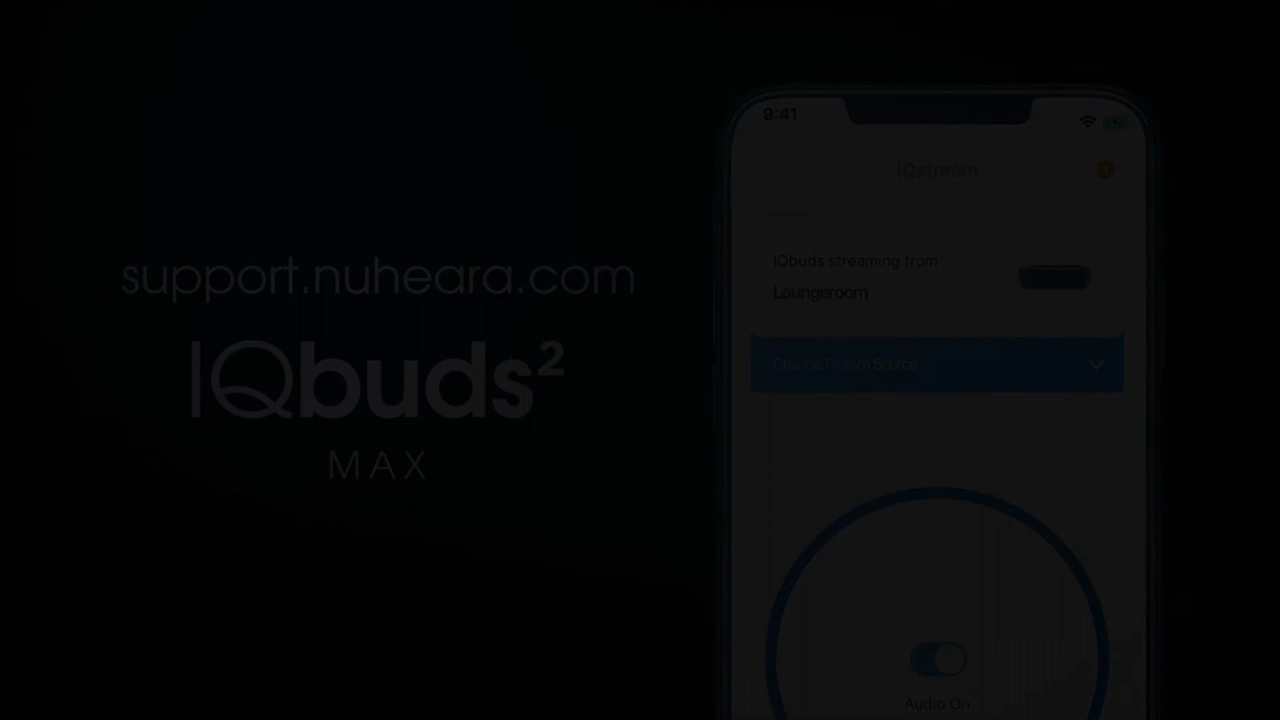 support.nuheara.com
IQbuds²
MAX
9:41
IQstream
IQbuds streaming from
Loungeroom
Change Stream Source
Audio On